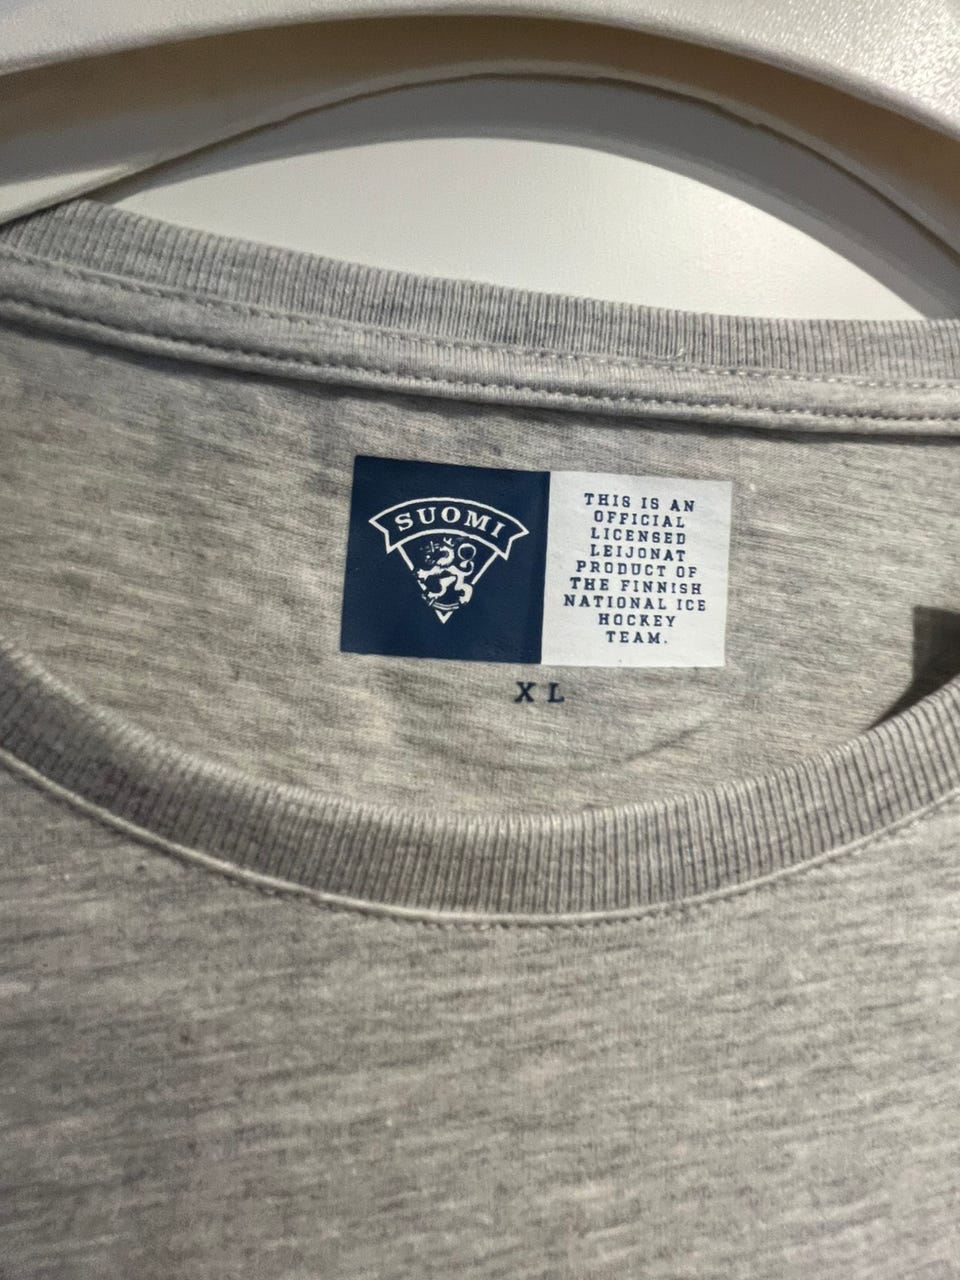 SUOMI
THIS IS AN
OFFICIAL
LICENSED
LEIJONAT
PRODUCT OF
THE FINNISH
NATIONAL ICE
HOCKEY
TEAM.
XL